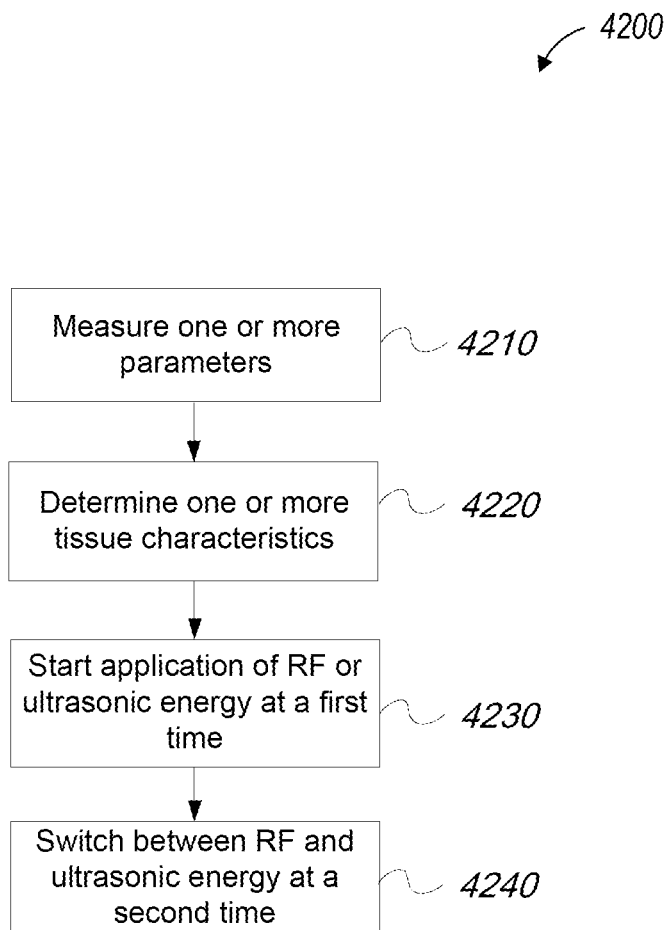 4200
Measure one or more
parameters
4210
Determine one or more
tissue characteristics
4220
Start application of RF or
ultrasonic energy at a first
time
4230
Switch between RF and
ultrasonic energy at a
second time
4240